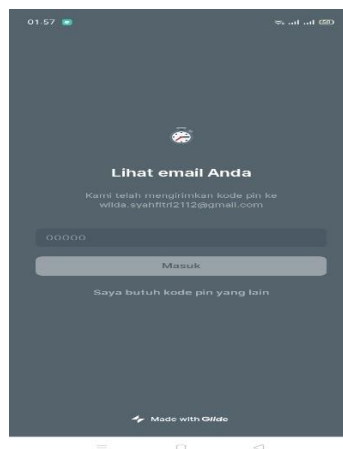 01.57
Lihat email Anda
Kami telah mengirimkan kode pin ke
wilda.syahfitri2112@gmail.com
00000
Masuk
Saya butuh kode pin yang lain
Made with Glide